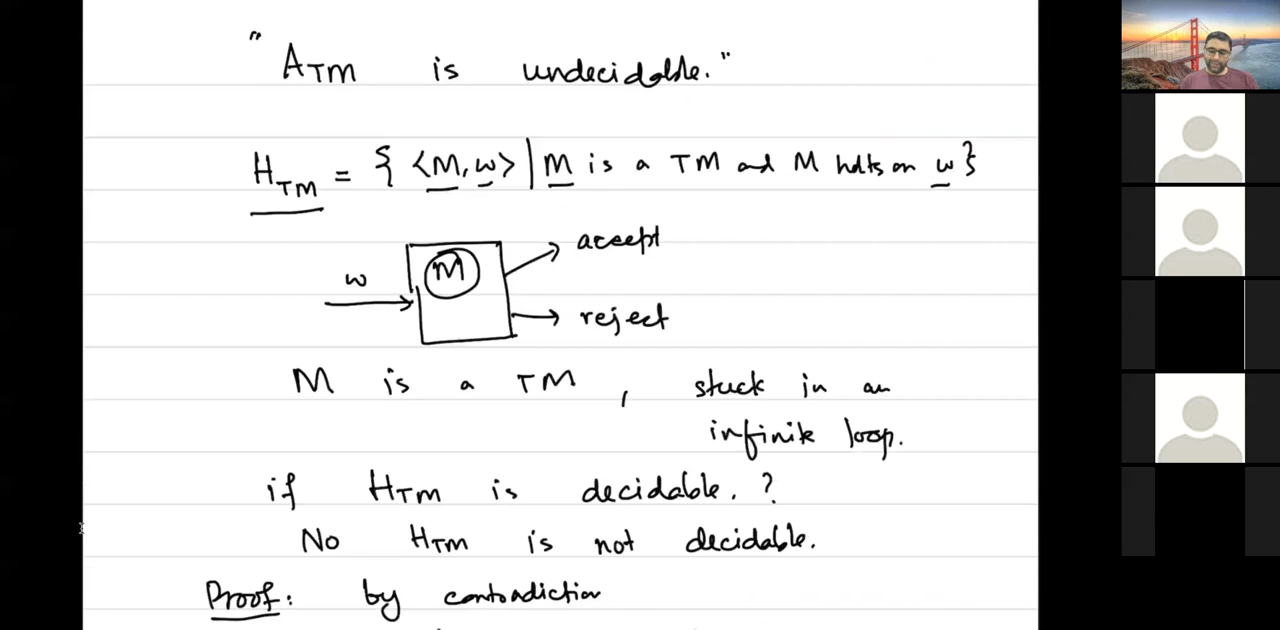 "ATM is undecidable."
HTM = { <M, w> | M is a TM and M halts on w }
accept
w
M
reject
M is a TM , stuck in an
infinite loop.
if HTM is decidable. ?
No HTM is not decidable.
Proof: by contradiction